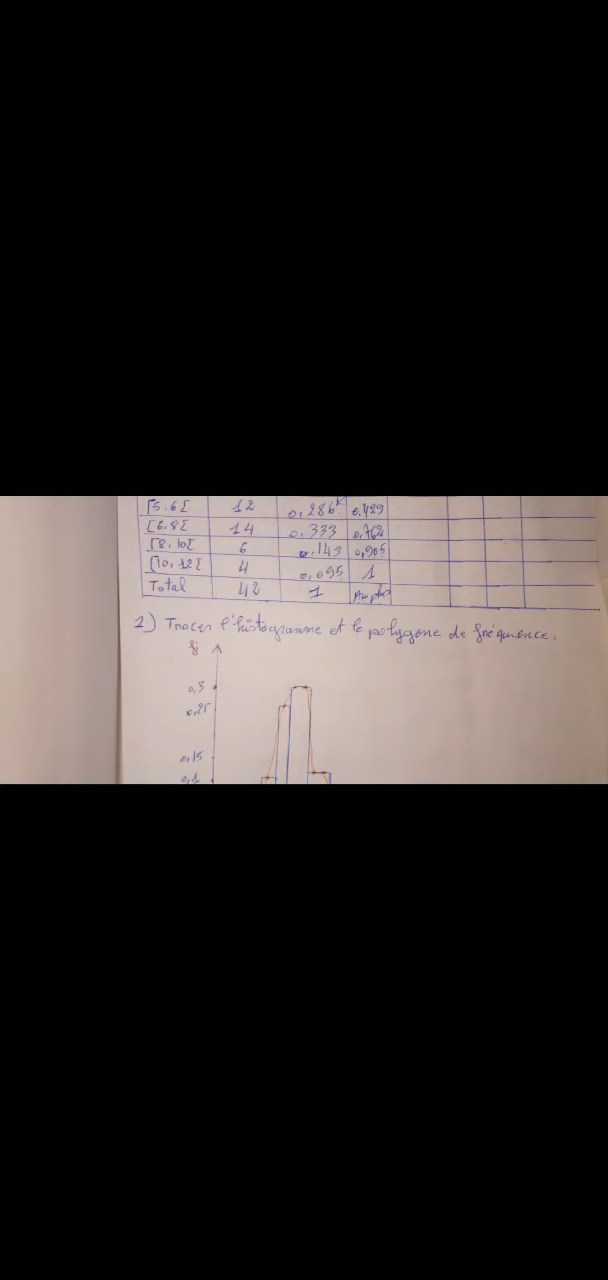 [5.6[ 12 0,286 0,429
[6.8[ 14 0,333 0,762
[8,10[ 6 0,143 0,905
[10,12[ 4 0,095 1
Total 42 1
2) Tracer l'histogramme et le polygone de fréquence.
fi
0,3
0,25
0,15
0,1